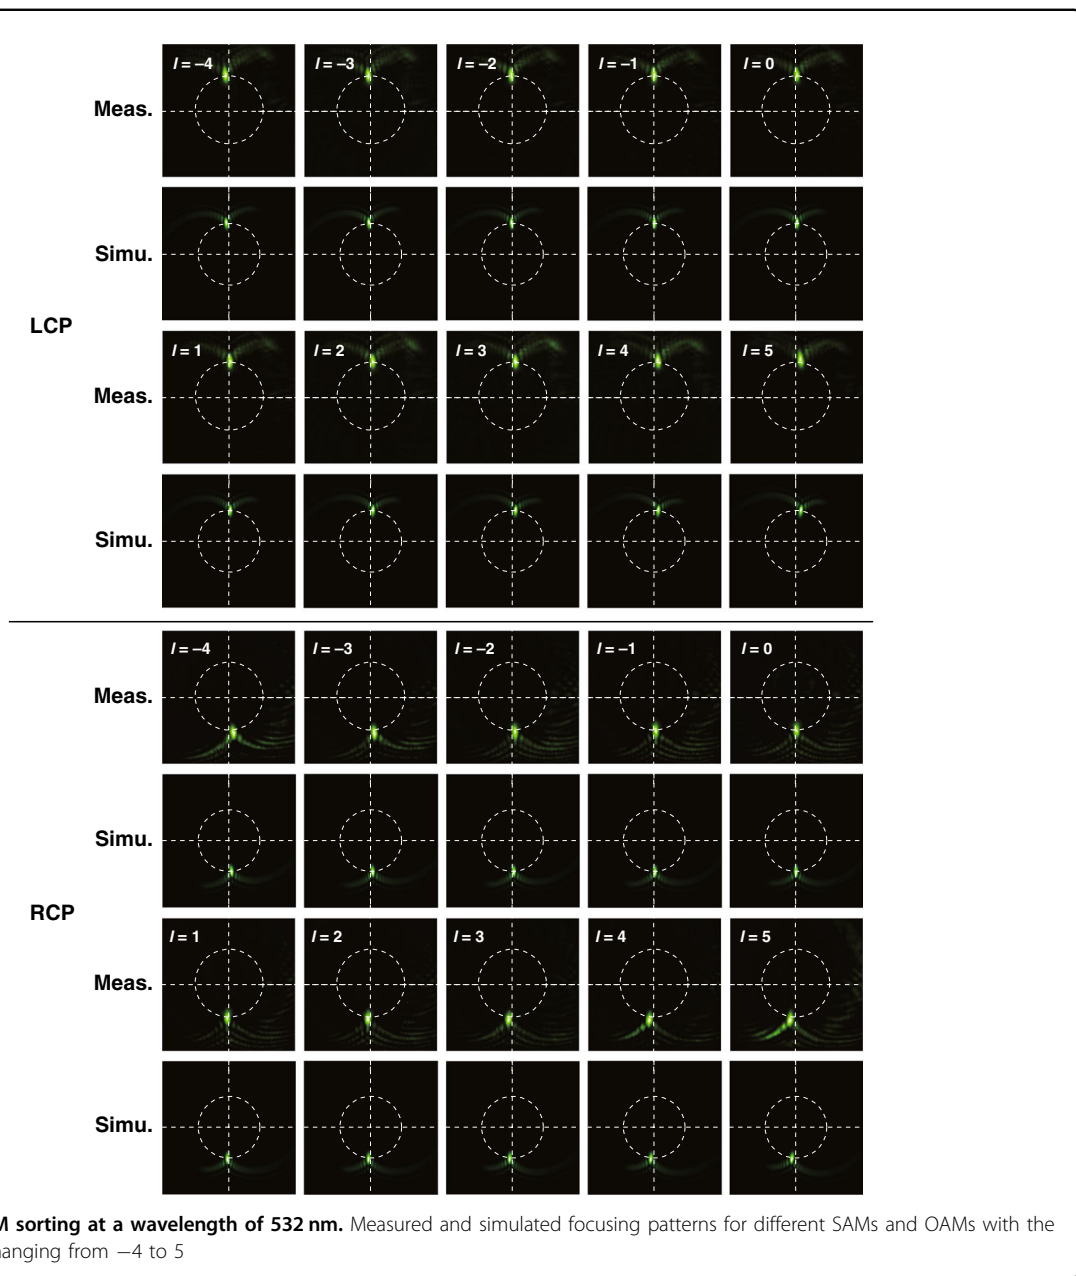 l = –4 l = –3 l = –2 l = –1 l = 0
Meas.
Simu.
LCP
l = 1 l = 2 l = 3 l = 4 l = 5
Meas.
Simu.
l = –4 l = –3 l = –2 l = –1 l = 0
Meas.
Simu.
RCP
l = 1 l = 2 l = 3 l = 4 l = 5
Meas.
Simu.
sorting at a wavelength of 532 nm. Measured and simulated focusing patterns for different SAMs and OAMs with the
anging from −4 to 5